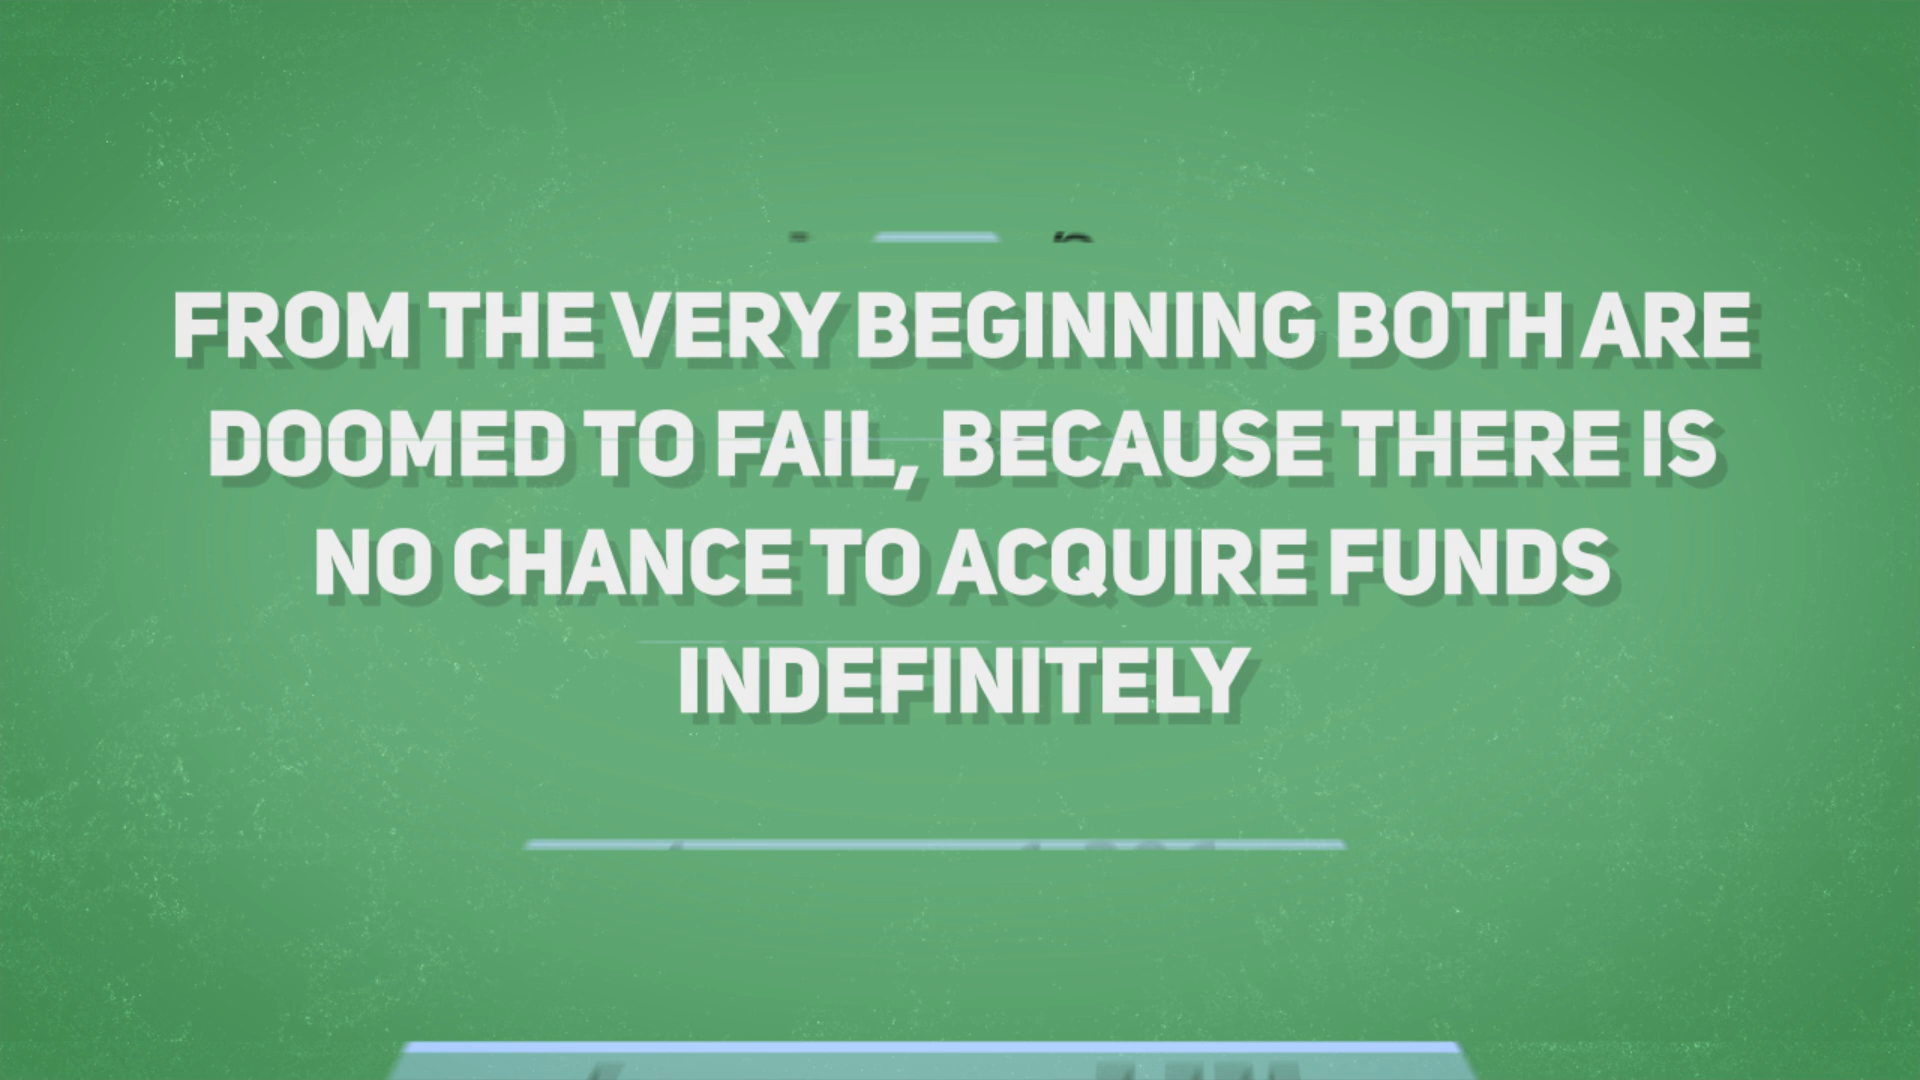 FROM THE VERY BEGINNING BOTH ARE
DOOMED TO FAIL, BECAUSE THERE IS
NO CHANCE TO ACQUIRE FUNDS
INDEFINITELY